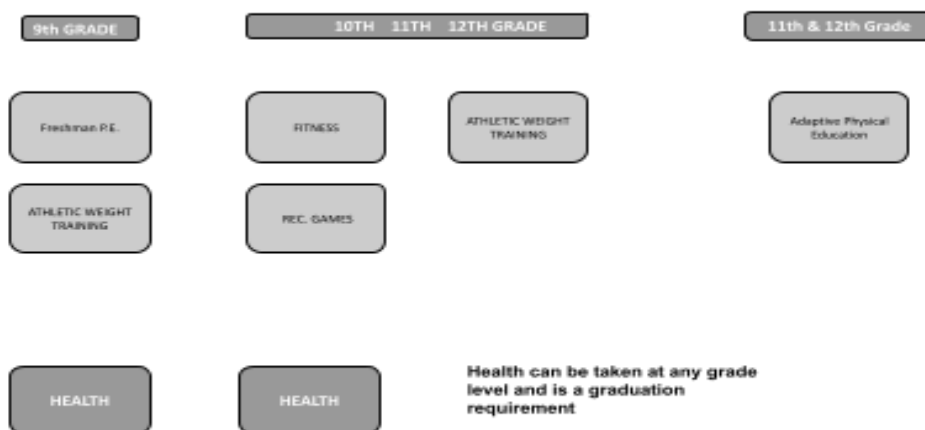 9th GRADE
10TH 11TH 12TH GRADE
11th & 12th Grade
Freshman P.E.
FITNESS
ATHLETIC WEIGHT
TRAINING
Adaptive Physical
Education
ATHLETIC WEIGHT
TRAINING
REC. GAMES
HEALTH
HEALTH
Health can be taken at any grade
level and is a graduation
requirement